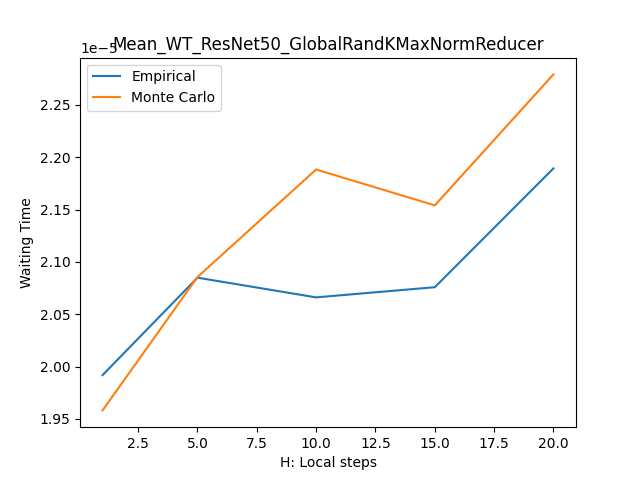 Mean_WT_ResNet50_GlobalRandKMaxNormReducer
1e−5
Empirical
Monte Carlo
2.25
2.20
2.15
2.10
2.05
2.00
1.95
Waiting Time
2.5 5.0 7.5 10.0 12.5 15.0 17.5 20.0
H: Local steps